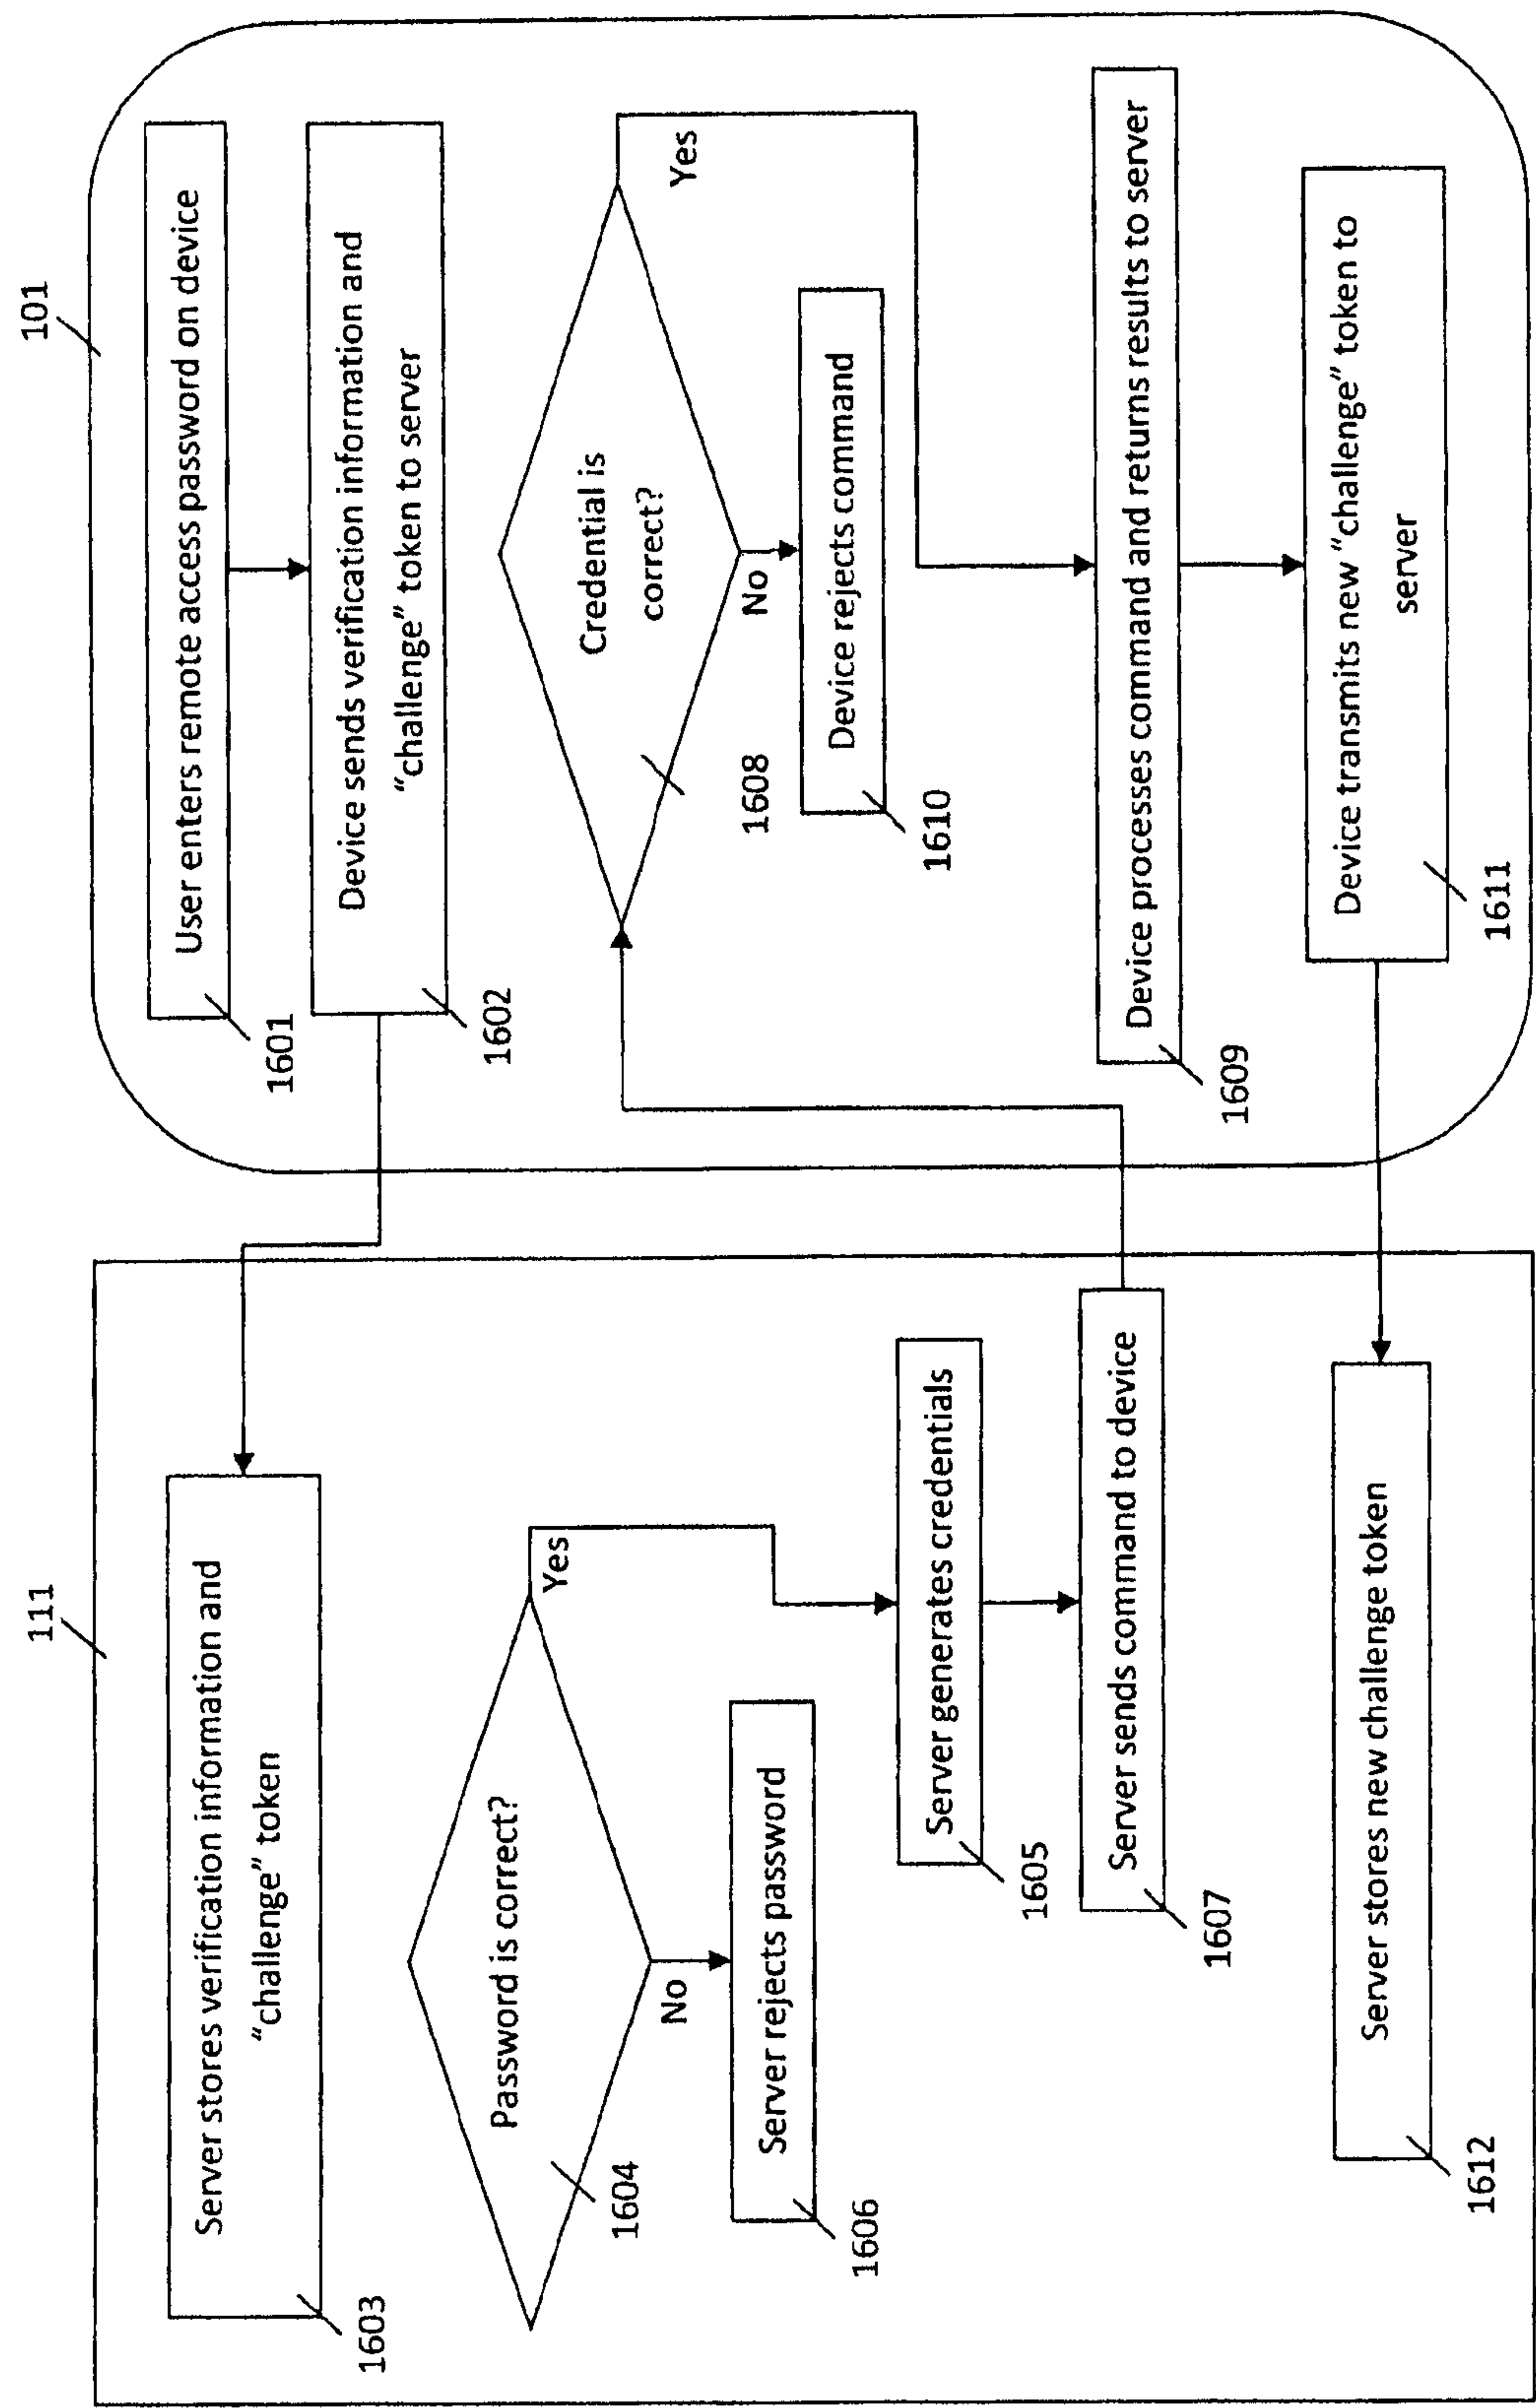 111
Server stores verification information and
“challenge” token
1603
Password is correct?
1604
Yes
No
Server rejects password
1606
Server generates credentials
1605
Server sends command to device
1607
Server stores new challenge token
1612
101
User enters remote access password on device
1601
Device sends verification information and
“challenge” token to server
1602
Credential is
correct?
1608
Yes
No
Device rejects command
1610
Device processes command and returns results to server
1609
Device transmits new “challenge” token to
server
1611